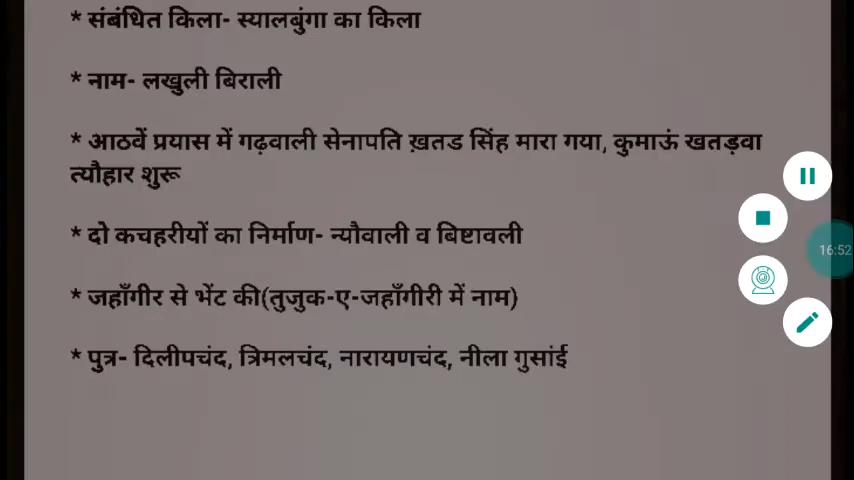 * संबंधित किला- स्यालबुंगा का किला
* नाम- लखुली बिराली
* आठवें प्रयास में गढ़वाली सेनापति ख़तड सिंह मारा गया, कुमाऊं खतड़वा
त्यौहार शुरू
* दो कचहरीयों का निर्माण- न्यौवाली व बिष्टावली
* जहाँगीर से भेंट की(तुजुक-ए-जहाँगीरी में नाम)
* पुत्र- दिलीपचंद, त्रिमलचंद, नारायणचंद, नीला गुसांई
16:52